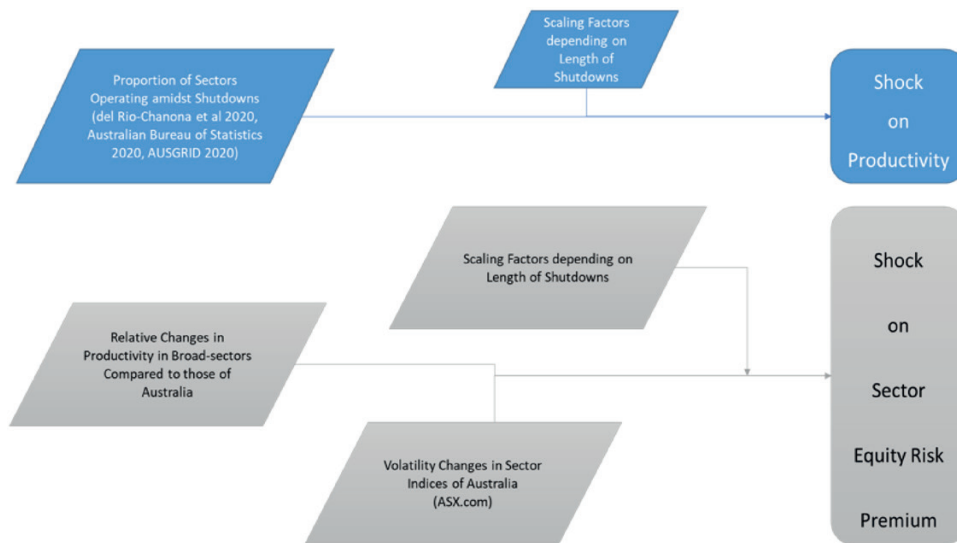 Proportion of Sectors
Operating amidst Shutdowns
(del Rio-Chanona et al 2020,
Australian Bureau of Statistics
2020, AUSGRID 2020)
Scaling Factors
depending on
Length of
Shutdowns
Shock
on
Productivity
Scaling Factors depending on
Length of Shutdowns
Relative Changes in
Productivity in Broad-sectors
Compared to those of
Australia
Volatility Changes in Sector
Indices of Australia
(ASX.com)
Shock
on
Sector
Equity Risk
Premium